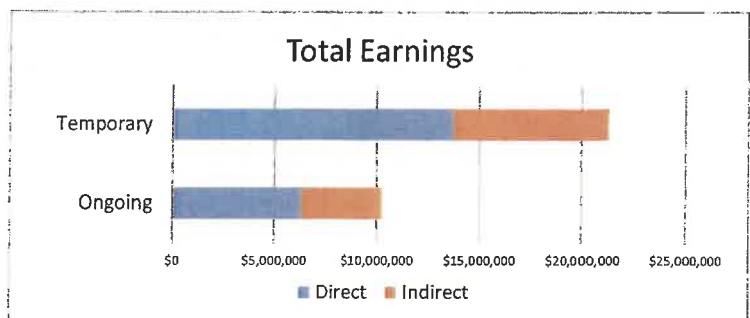 Total Earnings
Temporary
Ongoing
$0 $5,000,000 $10,000,000 $15,000,000 $20,000,000 $25,000,000
Direct Indirect